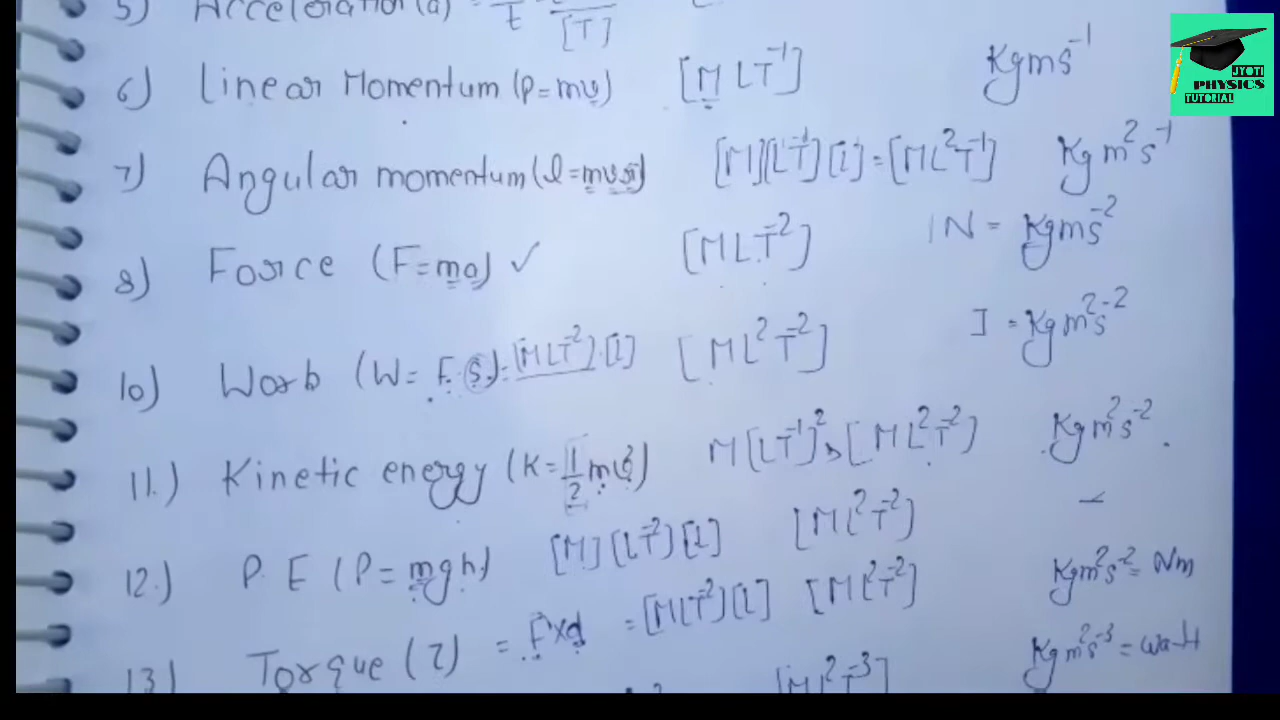 5) Acceleration (a) = t [T]
6) Linear Momentum (P=mv) [M L T⁻¹] Kgms⁻¹
7) Angular momentum (l=mvr) [M][LT⁻¹][L] = [ML²T⁻¹] Kg m²s⁻¹
8) Force (F=ma) ✓ [MLT⁻²] 1N = Kgms⁻²
10) Work (W= F.S) = [MLT⁻²].[L] [ML²T⁻²] J = Kgm²s⁻²
11.) Kinetic energy (K=1/2 mv²) M[LT⁻¹]², [ML²T⁻²] Kgm²s⁻².
12.) P. E (P= mgh) [M][LT⁻²][L] [ML²T⁻²]
13) Torque (τ) = F×d = [MLT⁻²][L] [ML²T⁻²] Kgm²s⁻² = Nm
[ML²T⁻³] Kgm²s⁻³ = watt
JYOTI
PHYSICS
TUTORIAL